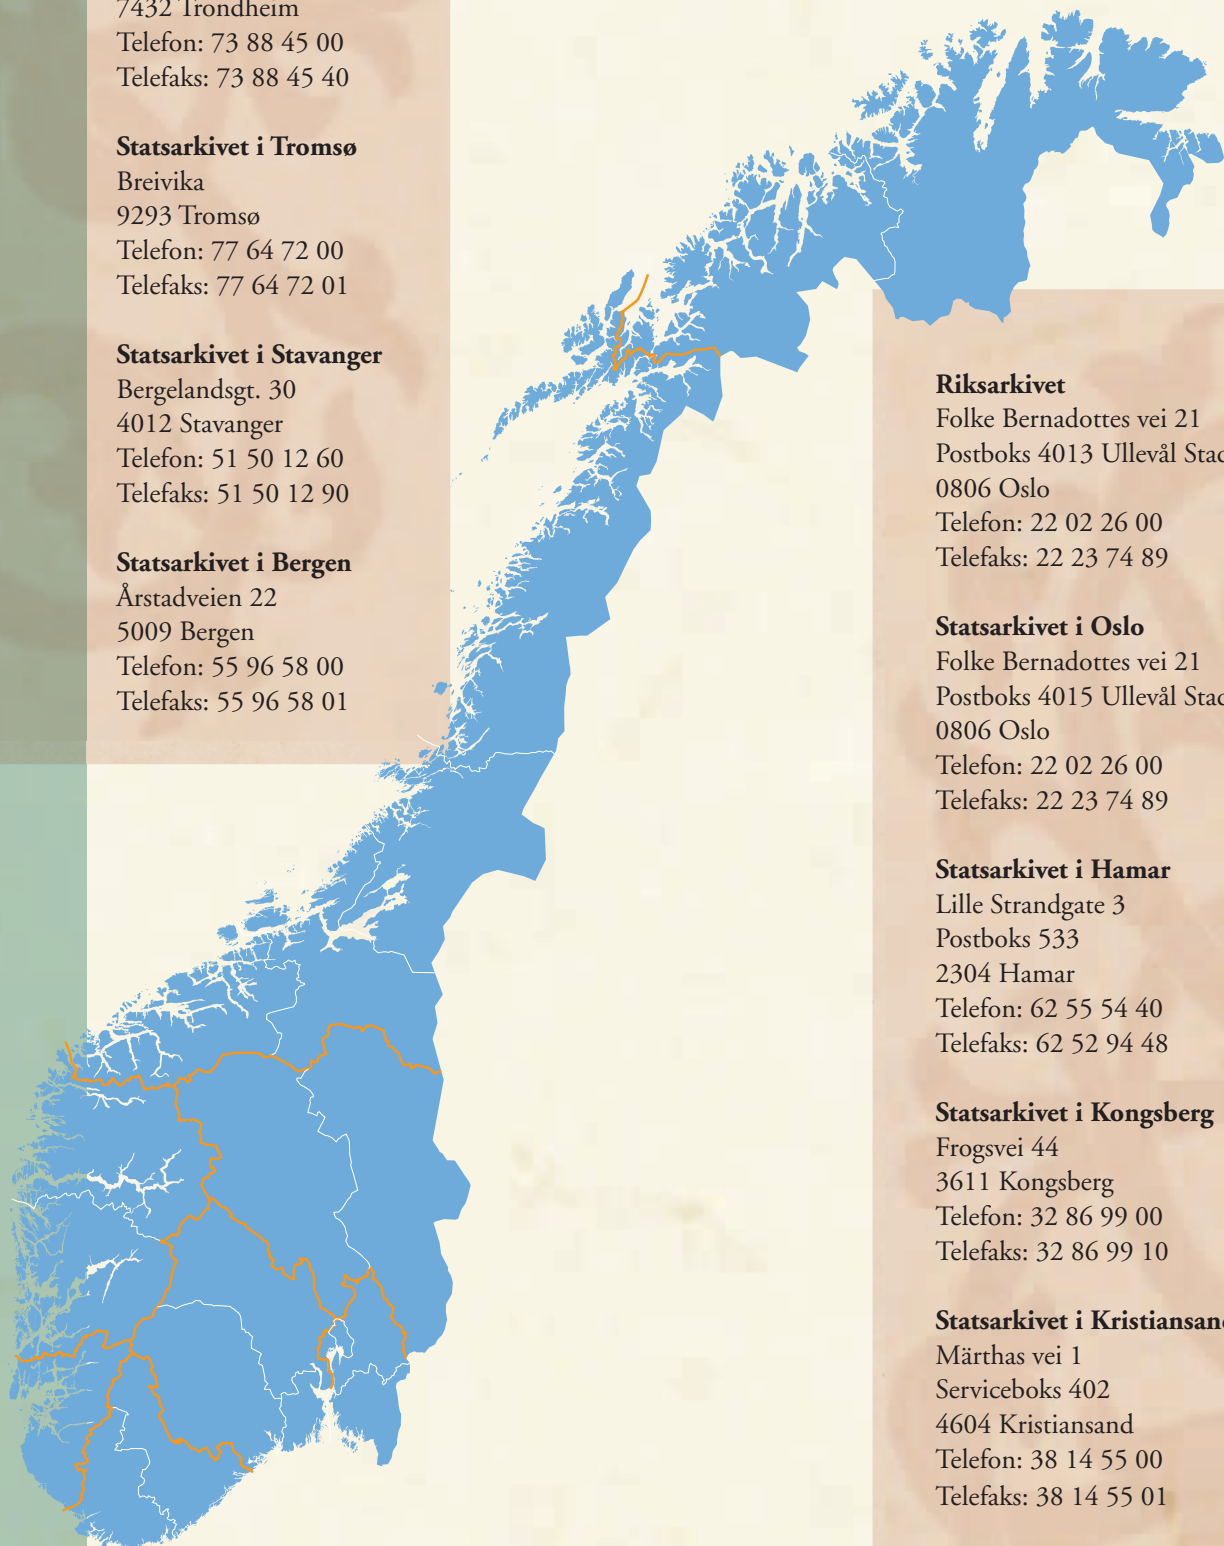 7432 Trondheim
Telefon: 73 88 45 00
Telefaks: 73 88 45 40
Statsarkivet i Tromsø
Breivika
9293 Tromsø
Telefon: 77 64 72 00
Telefaks: 77 64 72 01
Statsarkivet i Stavanger
Bergelandsgt. 30
4012 Stavanger
Telefon: 51 50 12 60
Telefaks: 51 50 12 90
Statsarkivet i Bergen
Årstadveien 22
5009 Bergen
Telefon: 55 96 58 00
Telefaks: 55 96 58 01
Riksarkivet
Folke Bernadottes vei 21
Postboks 4013 Ullevål
0806 Oslo
Telefon: 22 02 26 00
Telefaks: 22 23 74 89
Statsarkivet i Oslo
Folke Bernadottes vei 21
Postboks 4015 Ullevål
0806 Oslo
Telefon: 22 02 26 00
Telefaks: 22 23 74 89
Statsarkivet i Hamar
Lille Strandgate 3
Postboks 533
2304 Hamar
Telefon: 62 55 54 40
Telefaks: 62 52 94 48
Statsarkivet i Kongsberg
Frogsvei 44
3611 Kongsberg
Telefon: 32 86 99 00
Telefaks: 32 86 99 10
Statsarkivet i Kristiansand
Märthas vei 1
Serviceboks 402
4604 Kristiansand
Telefon: 38 14 55 00
Telefaks: 38 14 55 01